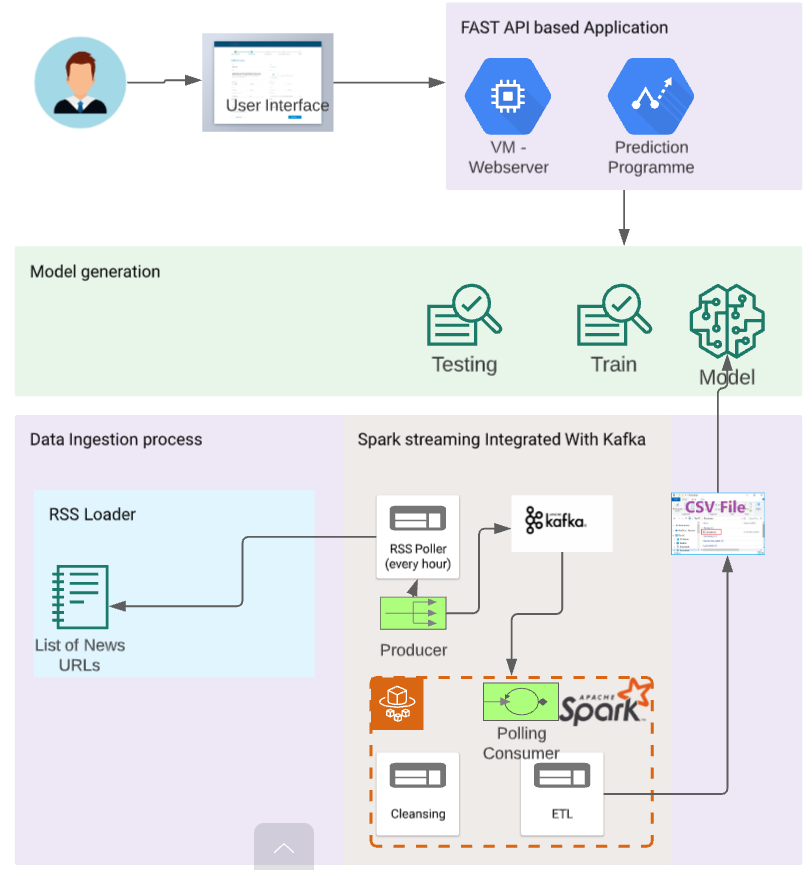 FAST API based Application
User Interface
VM -
Webserver
Prediction
Programme
Model generation
Testing
Train
Model
Data Ingestion process
Spark streaming Integrated With Kafka
RSS Loader
List of News
URLs
RSS Poller
(every hour)
kafka
CSV File
Producer
APACHE
Spark
Polling
Consumer
Cleansing
ETL